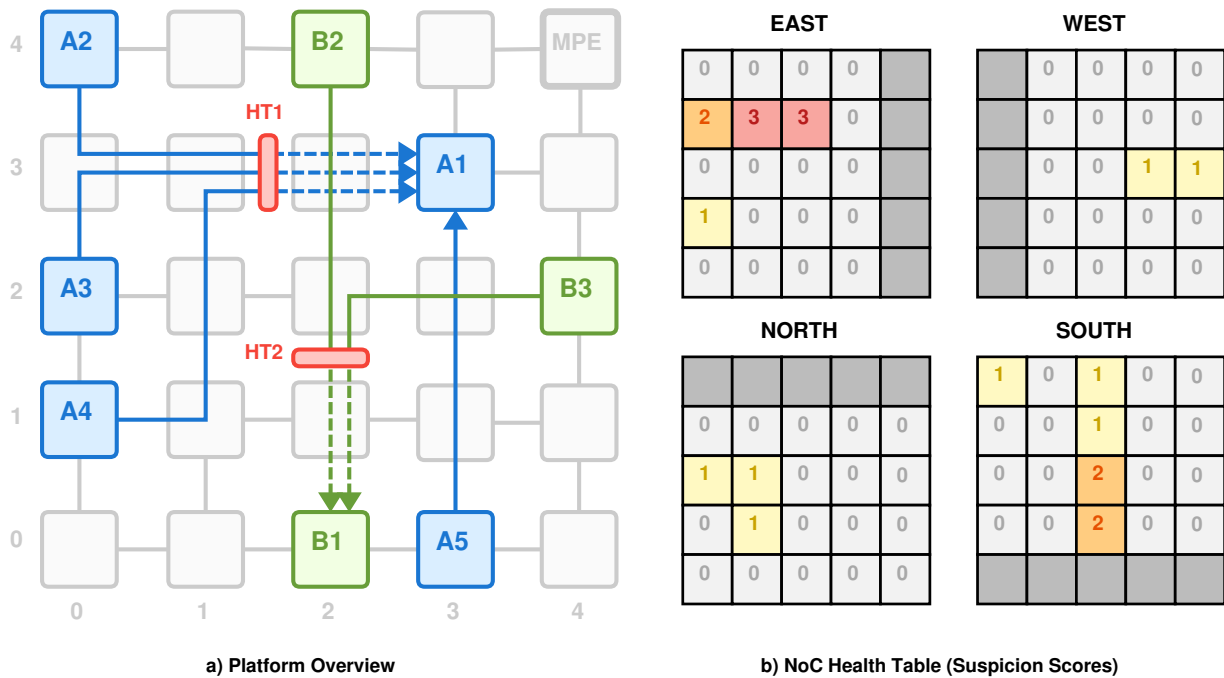 EAST
WEST
4
A2
B2
MPE
0 0 0 0
0 0 0 0
HT1
2 3 3 0
0 0 0 0
3
A1
0 0 0 0
0 0 1 1
1 0 0 0
0 0 0 0
2
A3
B3
0 0 0 0
0 0 0 0
NORTH
SOUTH
HT2
1 0 1 0 0
1
A4
0 0 0 0 0
0 0 1 0 0
1 1 0 0 0
0 0 2 0 0
0
B1
A5
0 1 0 0 0
0 0 2 0 0
0 0 0 0 0
0 1 2 3 4
a) Platform Overview
b) NoC Health Table (Suspicion Scores)